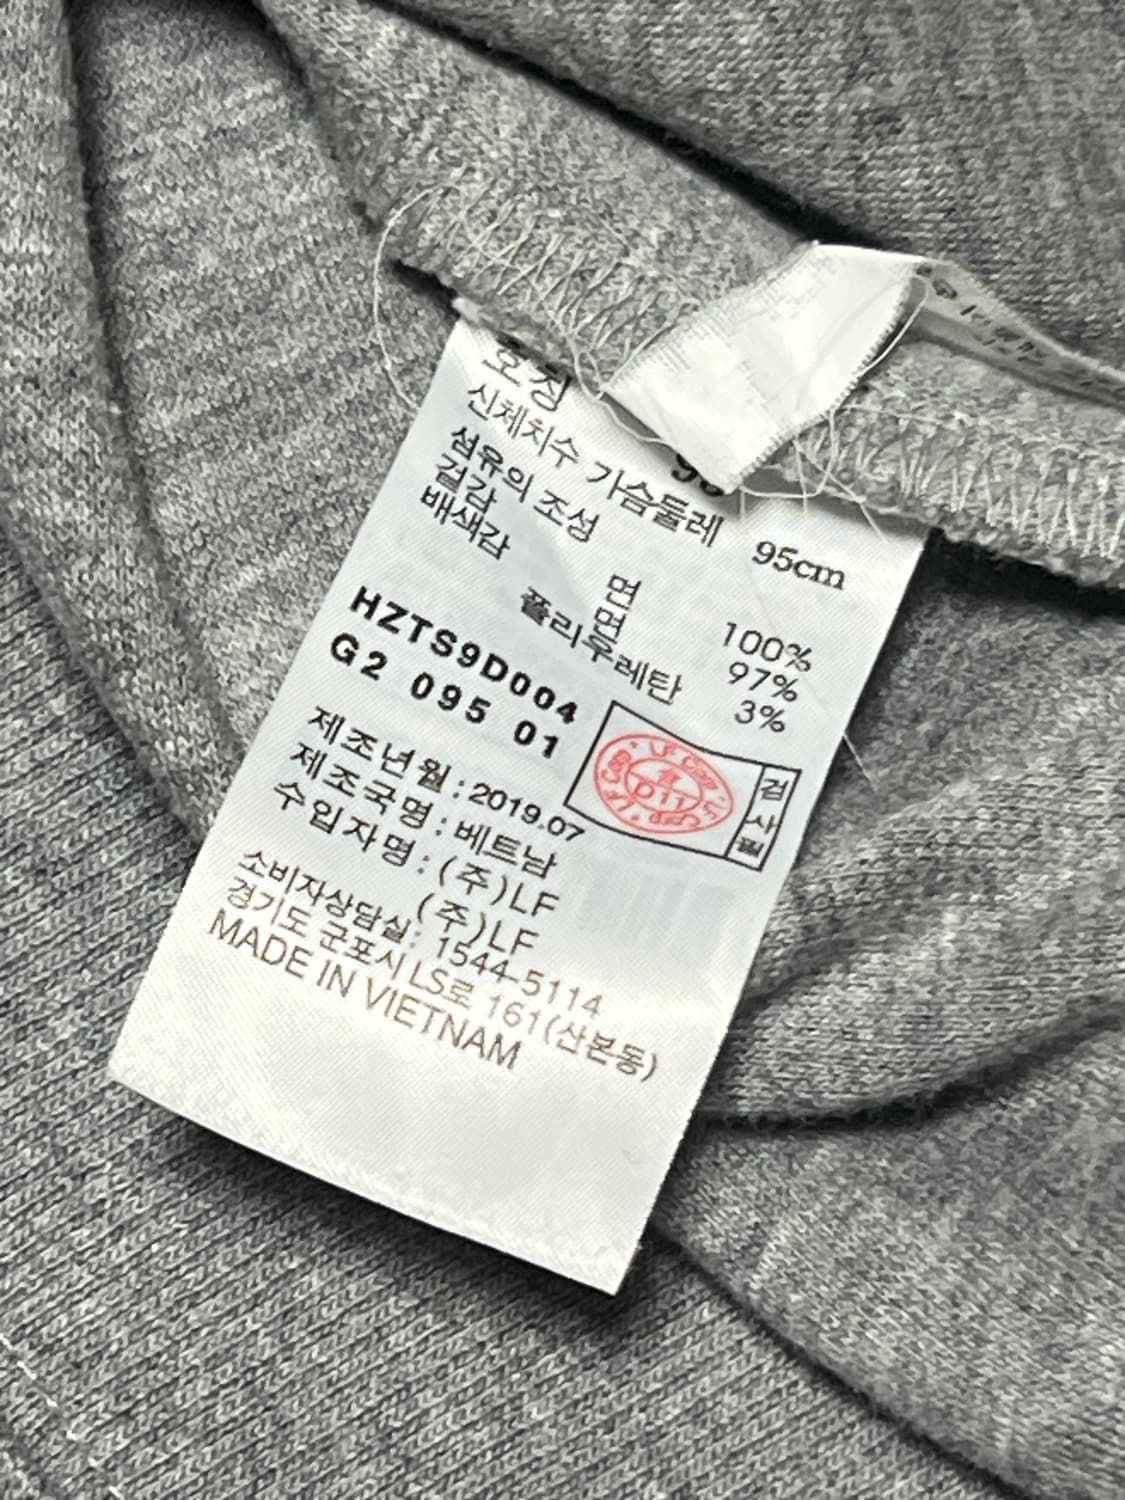 호칭 95
신체치수 가슴둘레 95cm
섬유의 조성
겉감 면 100%
배색감 면 97%
폴리우레탄 3%
HZTS9D004
G2 095 01
검사필
제조년월:2019.07
제조국명:베트남
수입자명:(주)LF
(주)LF
소비자상담실: 1544-5114
경기도 군포시 LS로 161(산본동)
MADE IN VIETNAM